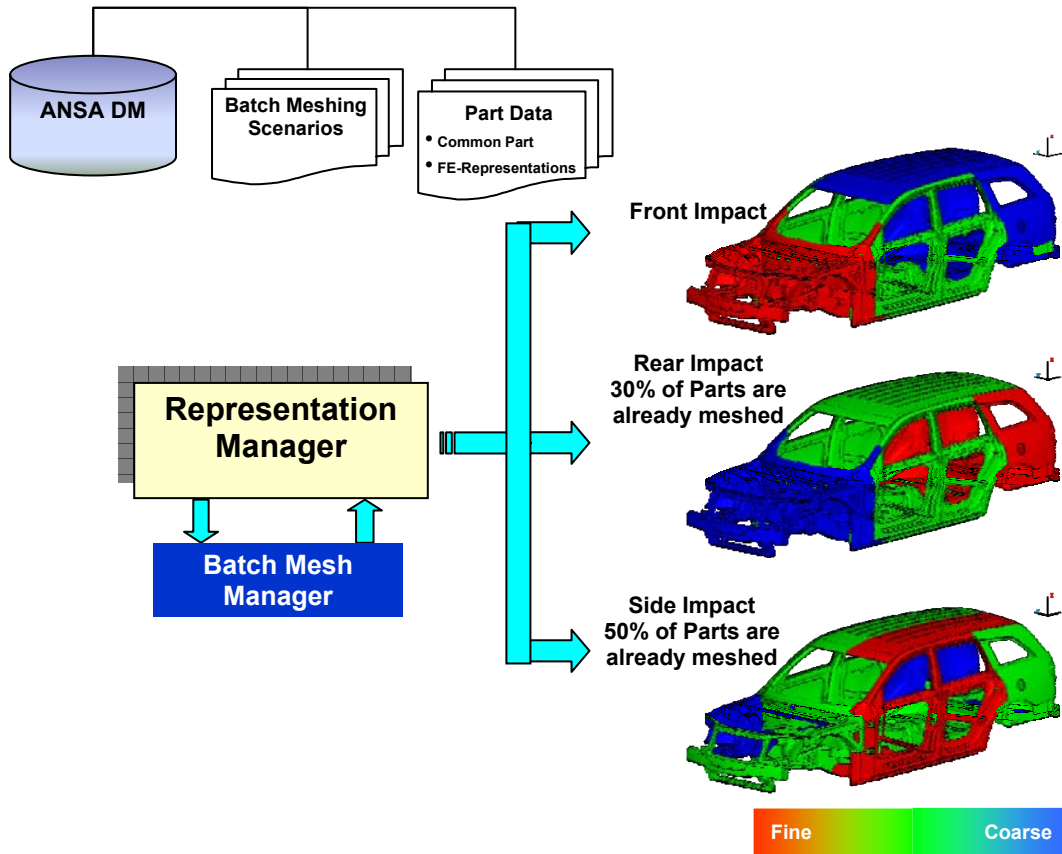 ANSA DM
Batch Meshing
Scenarios
Part Data
• Common Part
• FE-Representations
Front Impact
Representation
Manager
Rear Impact
30% of Parts are
already meshed
Batch Mesh
Manager
Side Impact
50% of Parts are
already meshed
Fine
Coarse